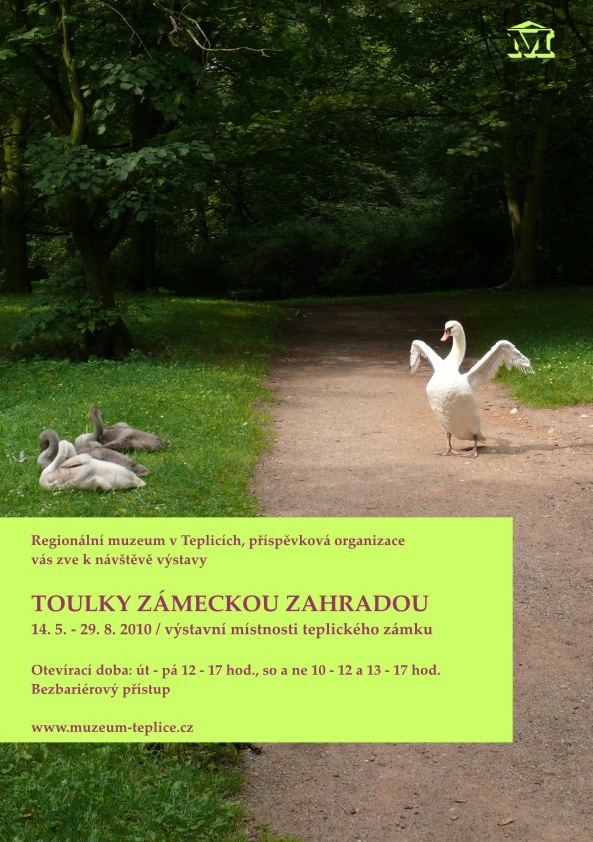 M
Regionální muzeum v Teplicích, příspěvková organizace
vás zve k návštěvě výstavy
TOULKY ZÁMECKOU ZAHRADOU
14. 5. - 29. 8. 2010 / výstavní místnosti teplického zámku
Otevírací doba: út - pá 12 - 17 hod., so a ne 10 - 12 a 13 - 17 hod.
Bezbariérový přístup
www.muzeum-teplice.cz